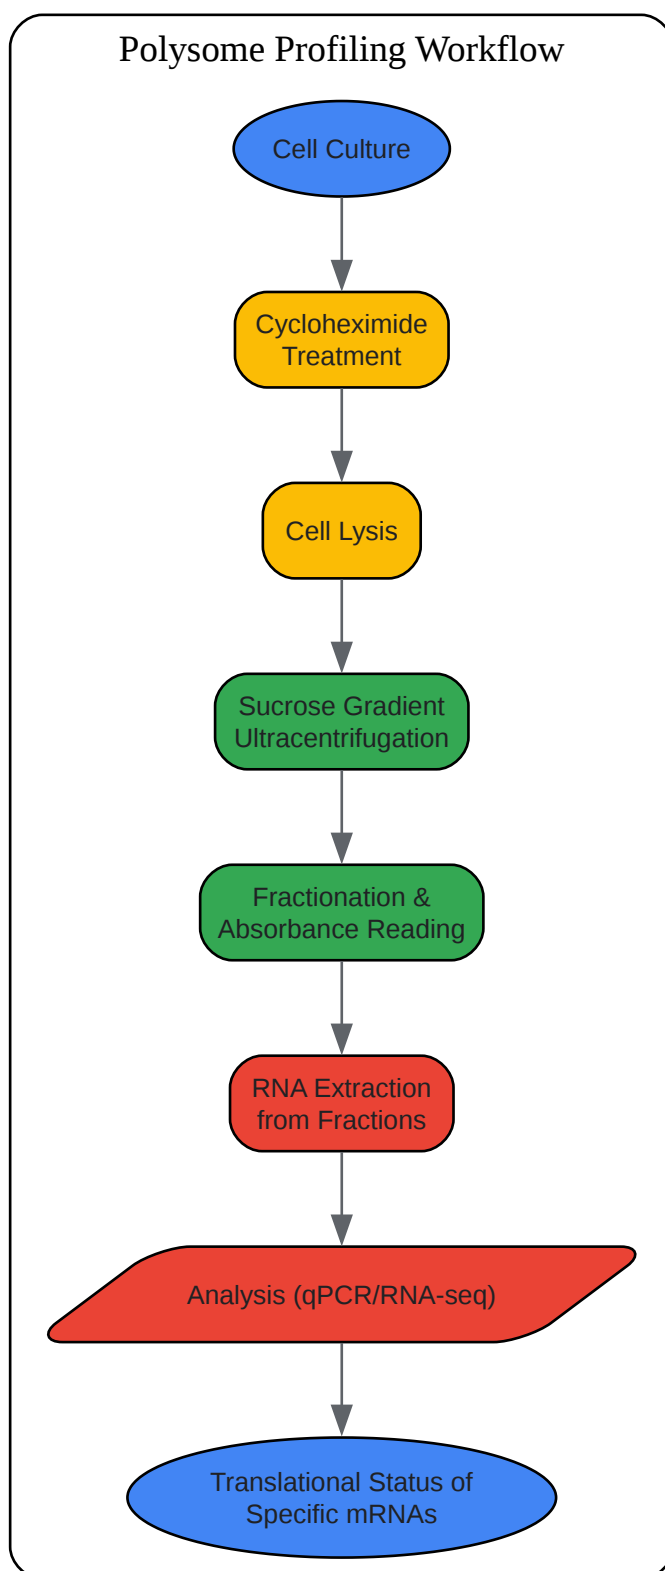 Polysome Profiling Workflow
Cell Culture
Cycloheximide
Treatment
Cell Lysis
Sucrose Gradient
Ultracentrifugation
Fractionation &
Absorbance Reading
RNA Extraction
from Fractions
Analysis (qPCR/RNA-seq)
Translational Status of
Specific mRNAs